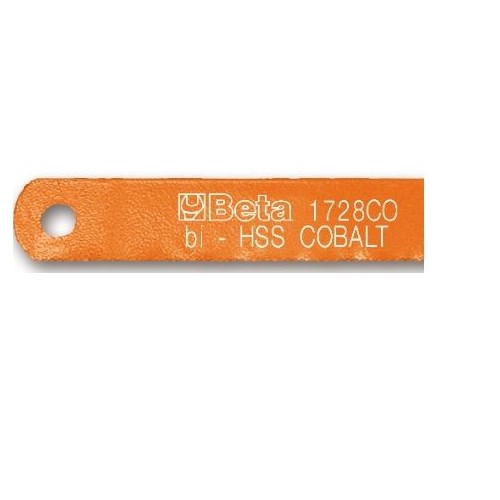 Beta 1728CO
bi - HSS COBALT